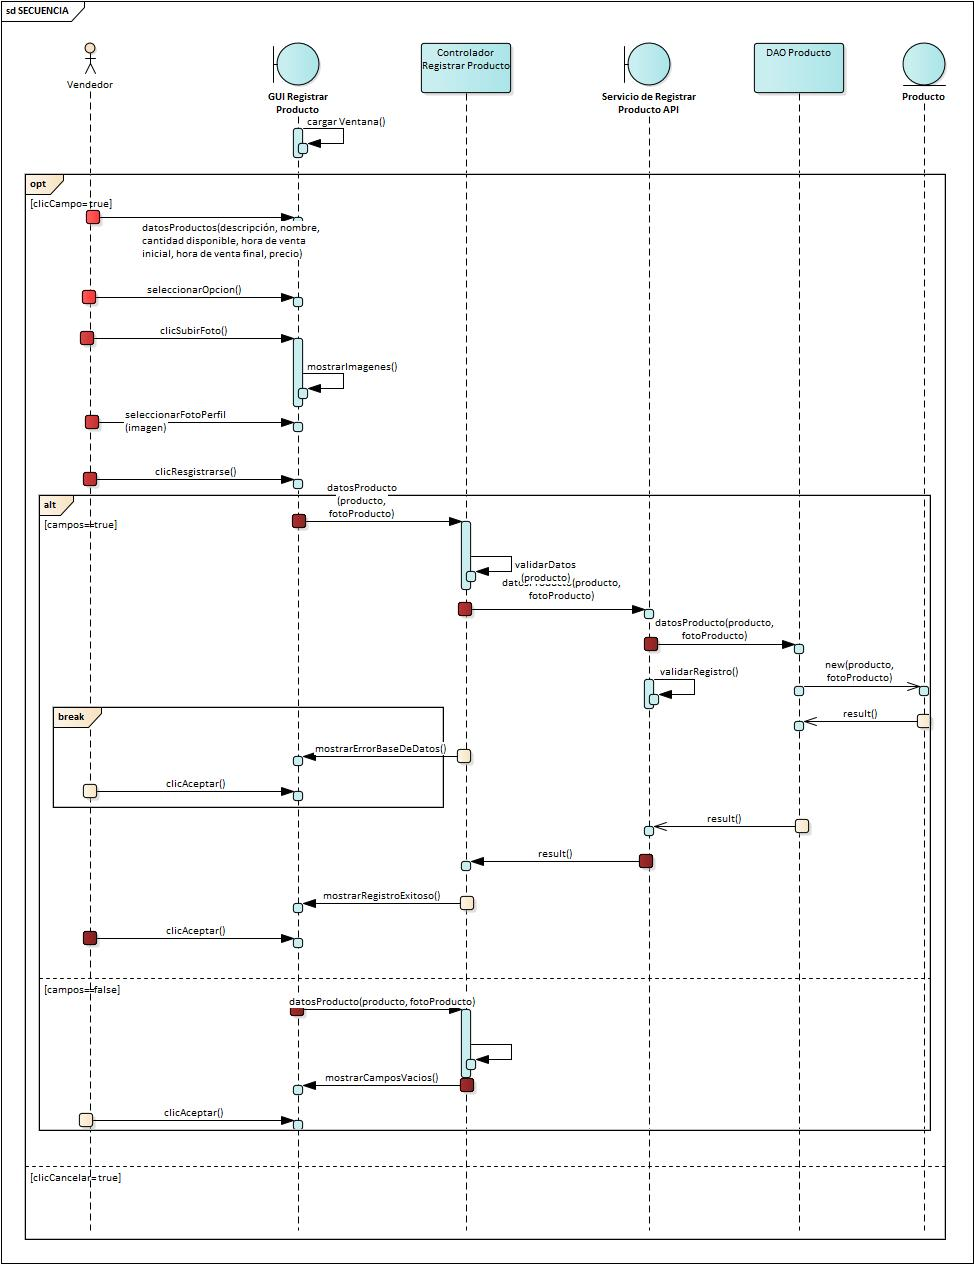 sd SECUENCIA
Vendedor
GUI Registrar
Producto
Controlador
Registrar Producto
Servicio de Registrar
Producto API
DAO Producto
Producto
cargar Ventana()
opt
[clicCampo=true]
datosProductos(descripción, nombre,
cantidad disponible, hora de venta
inicial, hora de venta final, precio)
seleccionarOpcion()
clicSubirFoto()
mostrarImagenes()
seleccionarFotoPerfil
(imagen)
clicResgistrarse()
alt
[campos==true]
datosProducto
(producto,
fotoProducto)
validarDatos
(producto)
datosProducto(producto,
fotoProducto)
datosProducto(producto,
fotoProducto)
validarRegistro()
new(producto,
fotoProducto)
result()
break
mostrarErrorBaseDeDatos()
clicAceptar()
result()
result()
mostrarRegistroExitoso()
clicAceptar()
[campos==false]
datosProducto(producto, fotoProducto)
mostrarCamposVacios()
clicAceptar()
[clicCancelar=true]